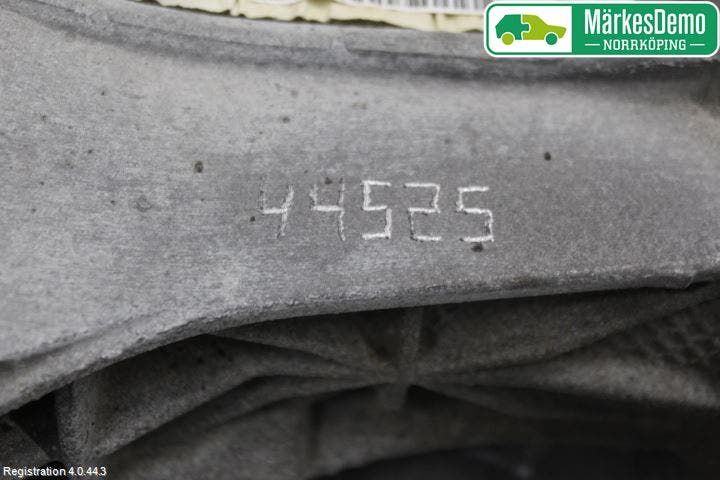 MärkesDemo
NORRKÖPING
44525
Registration 4.0.44.3